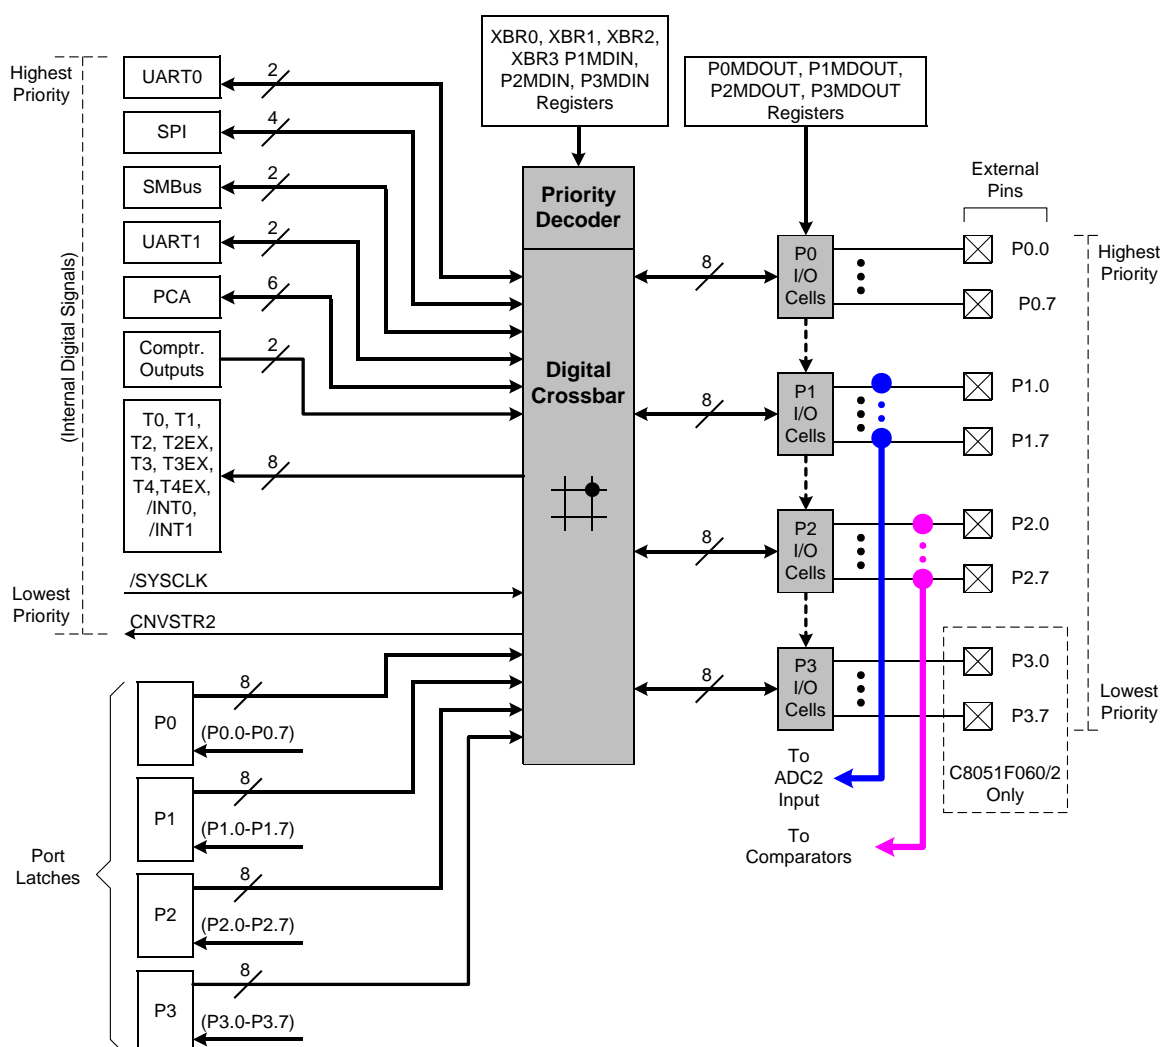 XBR0, XBR1, XBR2,
XBR3 P1MDIN,
P2MDIN, P3MDIN
Registers
P0MDOUT, P1MDOUT,
P2MDOUT, P3MDOUT
Registers
Highest
Priority
(Internal Digital Signals)
Lowest
Priority
UART0
2
SPI
4
SMBus
2
UART1
2
PCA
6
Comptr.
Outputs
2
T0, T1,
T2, T2EX,
T3, T3EX,
T4,T4EX,
/INT0,
/INT1
8
/SYSCLK
CNVSTR2
Port
Latches
P0
8
(P0.0-P0.7)
P1
8
(P1.0-P1.7)
P2
8
(P2.0-P2.7)
P3
8
(P3.0-P3.7)
Priority
Decoder
Digital
Crossbar
8
8
8
8
P0
I/O
Cells
P1
I/O
Cells
P2
I/O
Cells
P3
I/O
Cells
External
Pins
P0.0
P0.7
P1.0
P1.7
P2.0
P2.7
P3.0
P3.7
C8051F060/2
Only
Highest
Priority
Lowest
Priority
To
ADC2
Input
To
Comparators